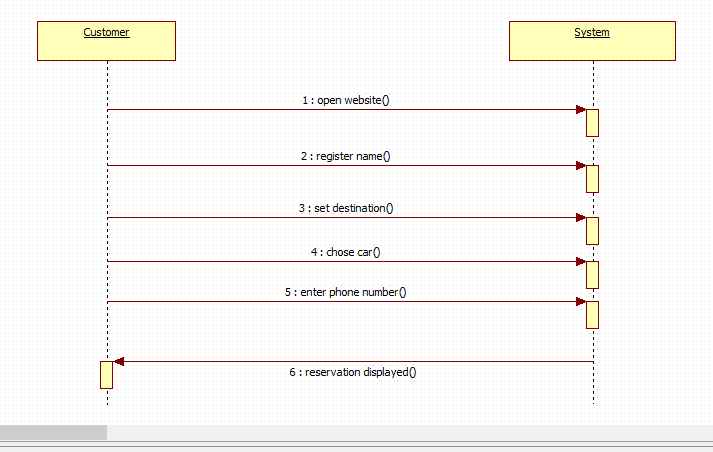 Customer
System
1 : open website()
2 : register name()
3 : set destination()
4 : chose car()
5 : enter phone number()
6 : reservation displayed()